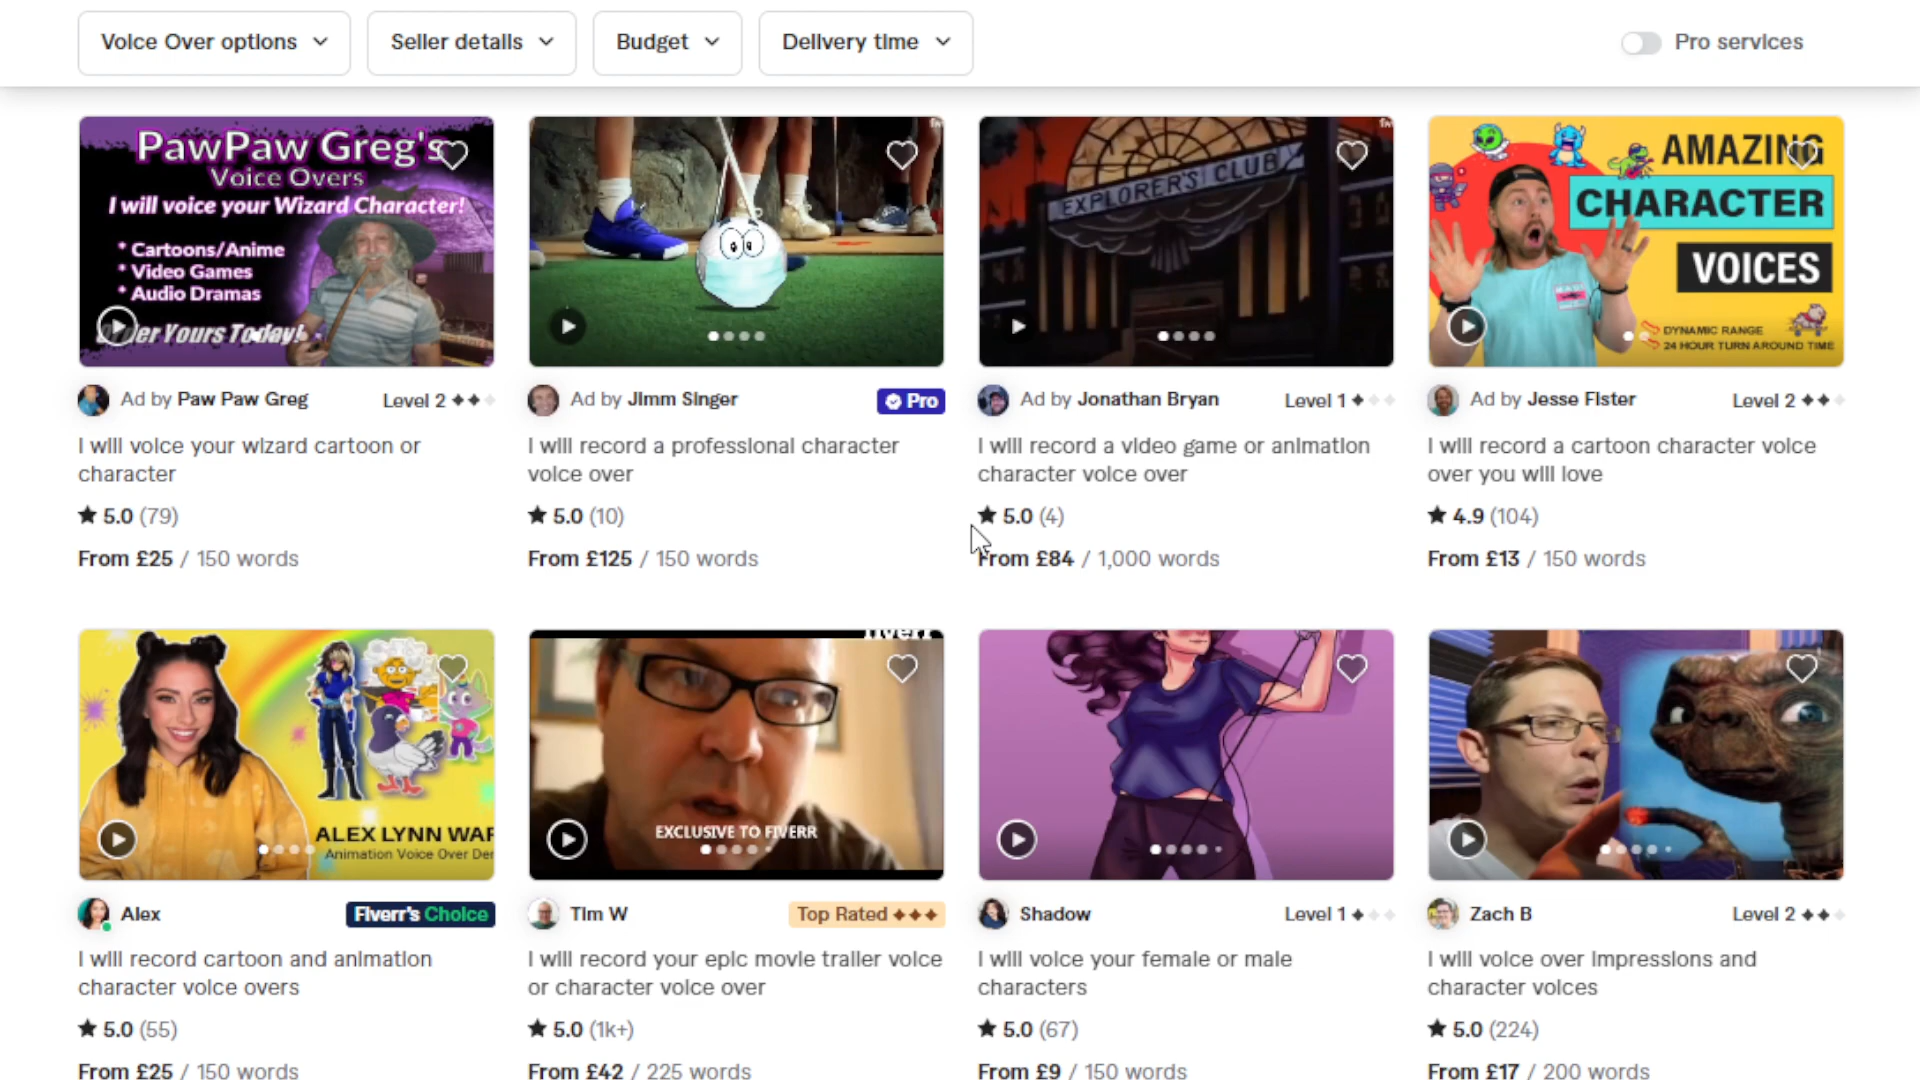 Voice Over options
Seller details
Budget
Delivery time
Pro services
PawPaw Greg's
Voice Overs
I will voice your Wizard Character!
* Cartoons/Anime
* Video Games
* Audio Dramas
Order Yours Today!
EXPLORER'S CLUB
AMAZING
CHARACTER
VOICES
DYNAMIC RANGE
24 HOUR TURN AROUND TIME
Ad by Paw Paw Greg
Level 2
Ad by Jimm Singer
Pro
Ad by Jonathan Bryan
Level 1
Ad by Jesse Fister
Level 2
I will voice your wizard cartoon or
character
I will record a professional character
voice over
I will record a video game or animation
character voice over
I will record a cartoon character voice
over you will love
5.0 (79)
5.0 (10)
5.0 (4)
4.9 (104)
From £25 / 150 words
From £125 / 150 words
From £84 / 1,000 words
From £13 / 150 words
ALEX LYNN WAR
Animation Voice Over Der
fiverr
EXCLUSIVE TO FIVERR
Alex
Fiverr's Choice
Tim W
Top Rated
Shadow
Level 1
Zach B
Level 2
I will record cartoon and animation
character voice overs
I will record your epic movie trailer voice
or character voice over
I will voice your female or male
characters
I will voice over impressions and
character voices
5.0 (55)
5.0 (1k+)
5.0 (67)
5.0 (224)
From £25 / 150 words
From £42 / 225 words
From £9 / 150 words
From £17 / 200 words